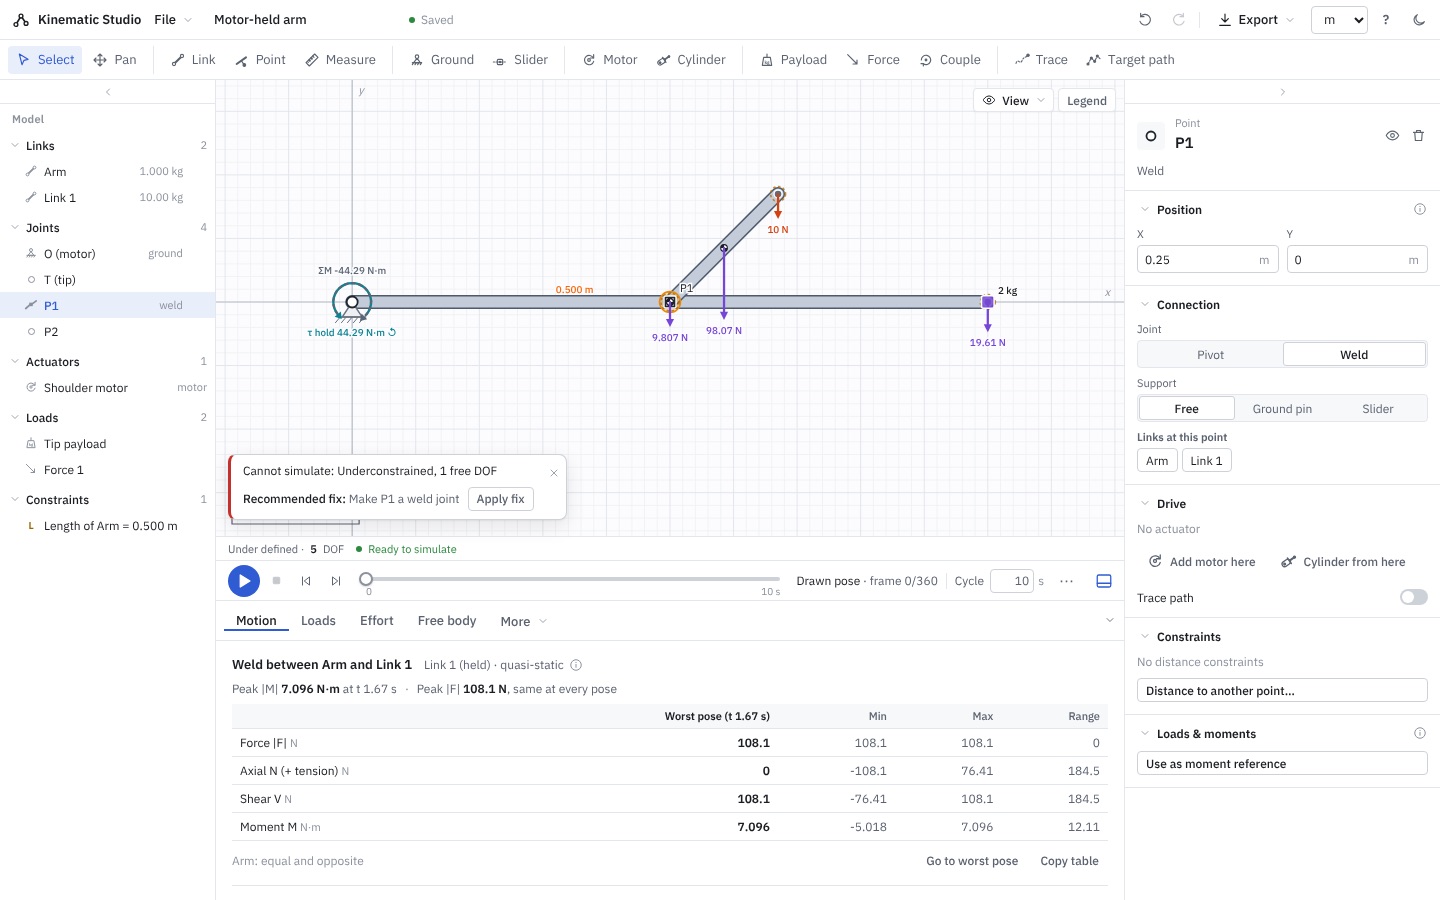 Kinematic Studio File Motor-held arm Saved Export m ?
Select Pan Link Point Measure Ground Slider Motor Cylinder Payload Force Couple Trace Target path
Model
Links 2
Arm 1.000 kg
Link 1 10.00 kg
Joints 4
O (motor) ground
T (tip)
P1 weld
P2
Actuators 1
Shoulder motor motor
Loads 2
Tip payload
Force 1
Constraints 1
L Length of Arm = 0.500 m
y
View Legend
10 N
ΣM -44.29 N·m
0.500 m
P1
2 kg
x
τ hold 44.29 N·m ↺
9.807 N
98.07 N
19.61 N
Cannot simulate: Underconstrained, 1 free DOF
Recommended fix: Make P1 a weld joint Apply fix
Under defined · 5 DOF Ready to simulate
0 10 s
Drawn pose · frame 0/360 Cycle 10 s
Motion Loads Effort Free body More
Weld between Arm and Link 1 Link 1 (held) · quasi-static
Peak |M| 7.096 N·m at t 1.67 s · Peak |F| 108.1 N, same at every pose
Worst pose (t 1.67 s) Min Max Range
Force |F| N 108.1 108.1 108.1 0
Axial N (+ tension) N 0 -108.1 76.41 184.5
Shear V N 108.1 -76.41 108.1 184.5
Moment M N·m 7.096 -5.018 7.096 12.11
Arm: equal and opposite Go to worst pose Copy table
Point
P1
Weld
Position
X Y
0.25 m 0 m
Connection
Joint
Pivot Weld
Support
Free Ground pin Slider
Links at this point
Arm Link 1
Drive
No actuator
Add motor here Cylinder from here
Trace path
Constraints
No distance constraints
Distance to another point...
Loads & moments
Use as moment reference